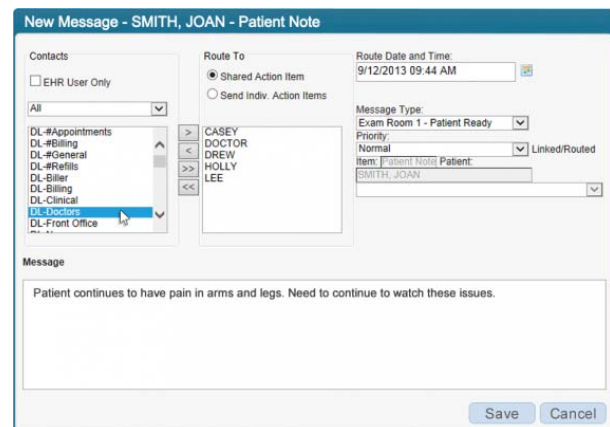 New Message - SMITH, JOAN - Patient Note
Contacts
EHR User Only
All
DL-#Appointments
DL-#Billing
DL-#General
DL-#Refills
DL-Biller
DL-Billing
DL-Clinical
DL-Doctors
DL-Front Office
>
<
>>
<<
Route To
Shared Action Item
Send Indiv. Action Items
CASEY
DOCTOR
DREW
HOLLY
LEE
Route Date and Time:
9/12/2013 09:44 AM
Message Type:
Exam Room 1 - Patient Ready
Priority:
Normal
Linked/Routed
Item: Patient Note Patient:
SMITH, JOAN
Message
Patient continues to have pain in arms and legs. Need to continue to watch these issues.
Save Cancel